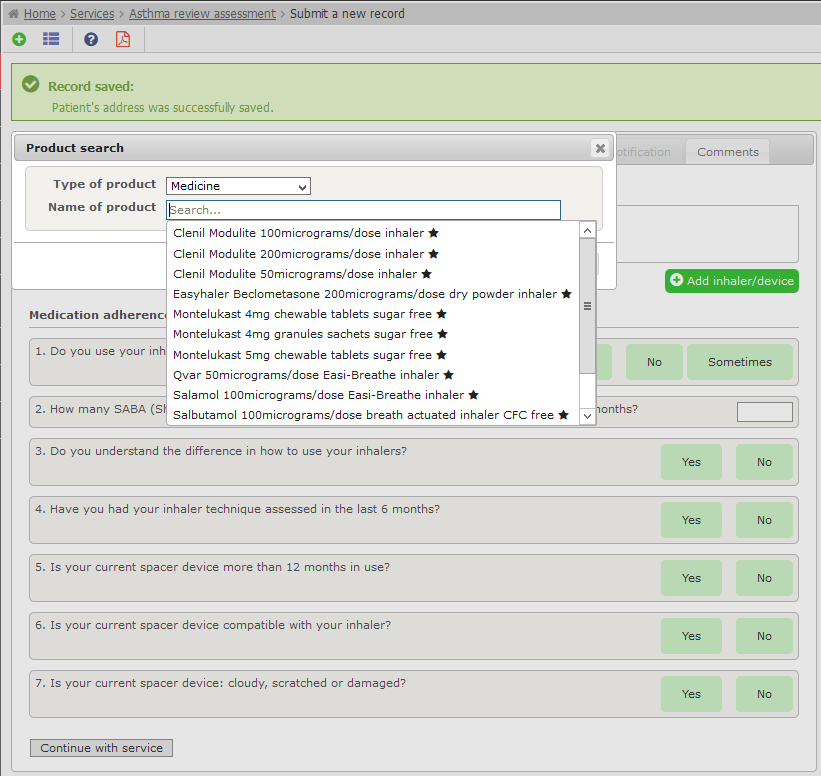 Home > Services > Asthma review assessment > Submit a new record
Record saved:
Patient's address was successfully saved.
Product search
otification
Comments
Type of product
Medicine
Name of product
Search...
Clenil Modulite 100micrograms/dose inhaler ★
Clenil Modulite 200micrograms/dose inhaler ★
Clenil Modulite 50micrograms/dose inhaler ★
Easyhaler Beclometasone 200micrograms/dose dry powder inhaler ★
Montelukast 4mg chewable tablets sugar free ★
Montelukast 4mg granules sachets sugar free ★
Montelukast 5mg chewable tablets sugar free ★
Qvar 50micrograms/dose Easi-Breathe inhaler ★
Salamol 100micrograms/dose Easi-Breathe inhaler ★
Salbutamol 100micrograms/dose breath actuated inhaler CFC free ★
Add inhaler/device
Medication adherenc
1. Do you use your inh
No
Sometimes
2. How many SABA (Sh
onths?
3. Do you understand the difference in how to use your inhalers?
Yes
No
4. Have you had your inhaler technique assessed in the last 6 months?
Yes
No
5. Is your current spacer device more than 12 months in use?
Yes
No
6. Is your current spacer device compatible with your inhaler?
Yes
No
7. Is your current spacer device: cloudy, scratched or damaged?
Yes
No
Continue with service